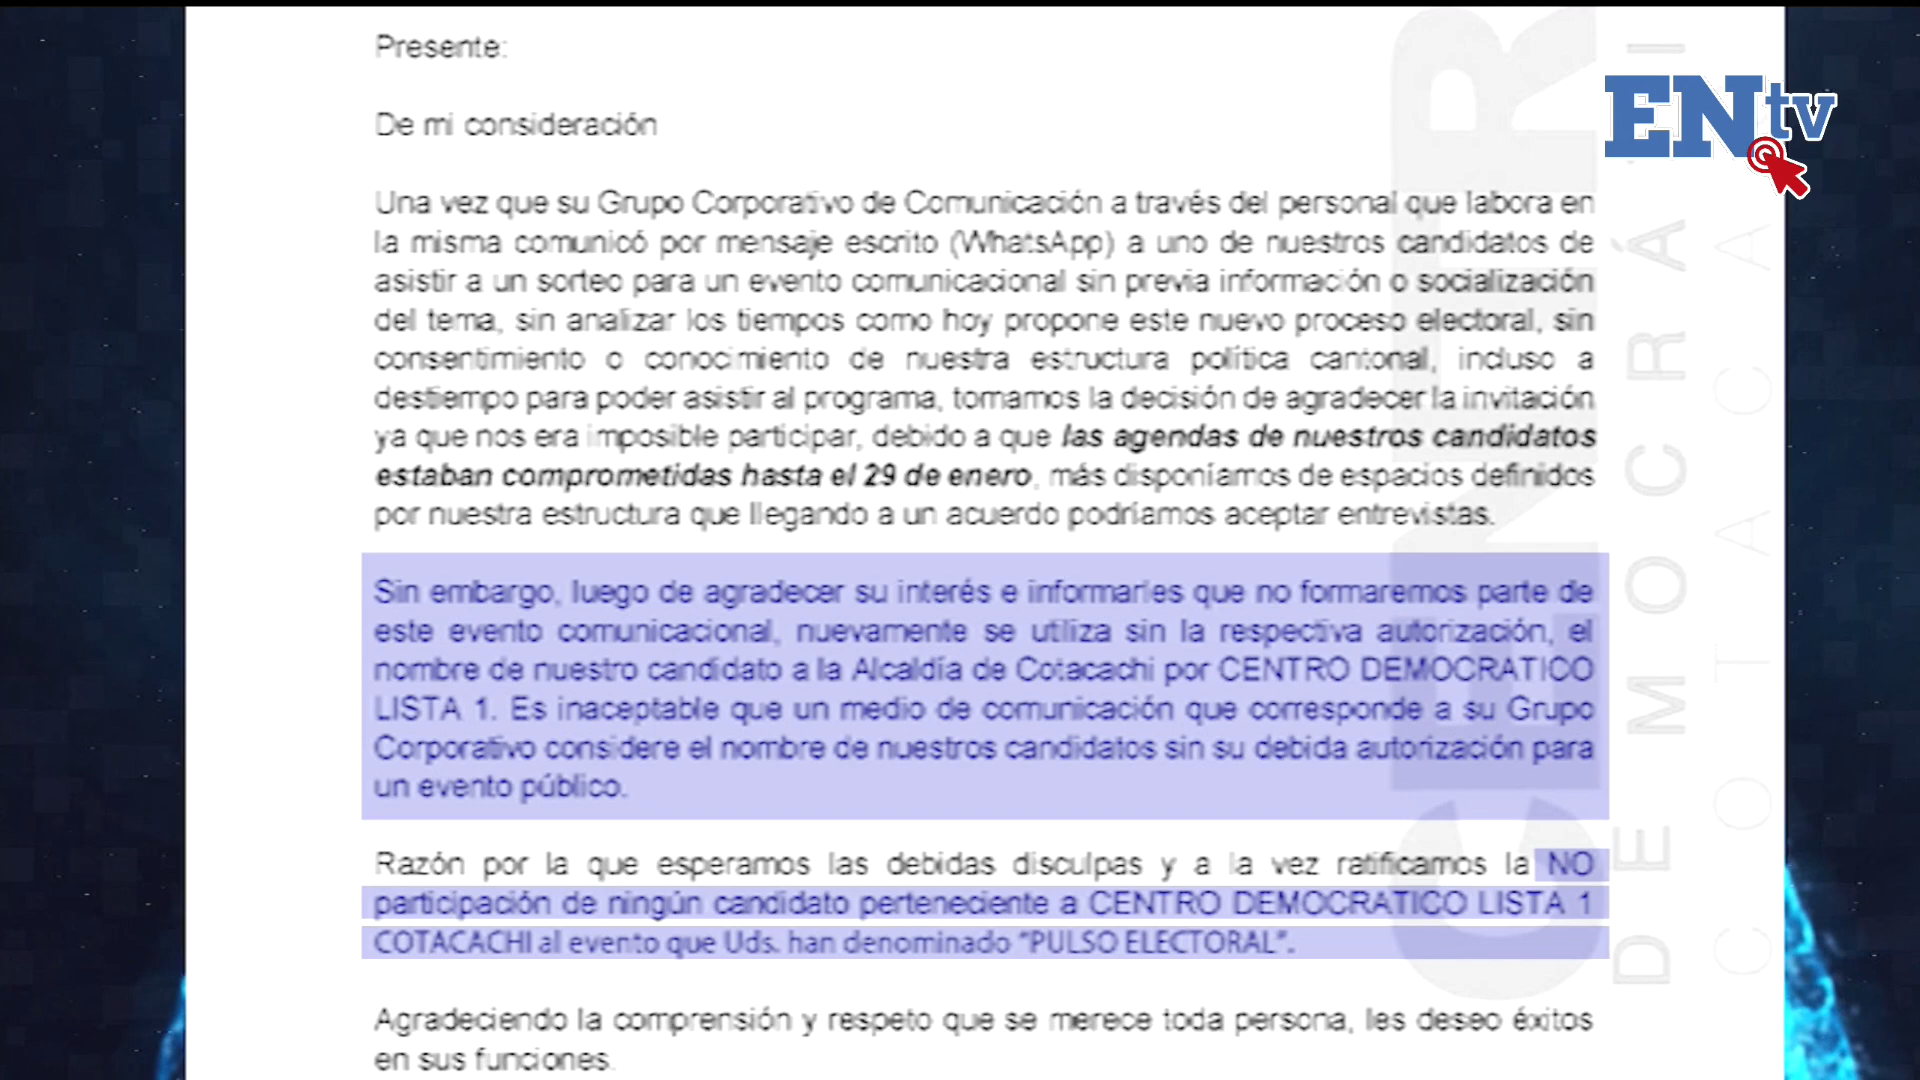 Presente:
De mi consideración
Una vez que su Grupo Corporativo de Comunicación a través del personal que labora en
la misma comunicó por mensaje escrito (WhatsApp) a uno de nuestros candidatos de
asistir a un sorteo para un evento comunicacional sin previa información o socialización
del tema, sin analizar los tiempos como hoy propone este nuevo proceso electoral, sin
consentimiento o conocimiento de nuestra estructura política cantonal, incluso a
destiempo para poder asistir al programa, tomamos la decisión de agradecer la invitación
ya que nos era imposible participar, debido a que las agendas de nuestros candidatos
estaban comprometidas hasta el 29 de enero, más disponíamos de espacios definidos
por nuestra estructura que llegando a un acuerdo podríamos aceptar entrevistas.
Sin embargo, luego de agradecer su interés e informarles que no formaremos parte de
este evento comunicacional, nuevamente se utiliza sin la respectiva autorización, el
nombre de nuestro candidato a la Alcaldía de Cotacachi por CENTRO DEMOCRATICO
LISTA 1. Es inaceptable que un medio de comunicación que corresponde a su Grupo
Corporativo considere el nombre de nuestros candidatos sin su debida autorización para
un evento público.
Razón por la que esperamos las debidas disculpas y a la vez ratificamos la NO
participación de ningún candidato perteneciente a CENTRO DEMOCRATICO LISTA 1
COTACACHI al evento que Uds. han denominado "PULSO ELECTORAL".
Agradeciendo la comprensión y respeto que se merece toda persona, les deseo éxitos
en sus funciones.
ENtv